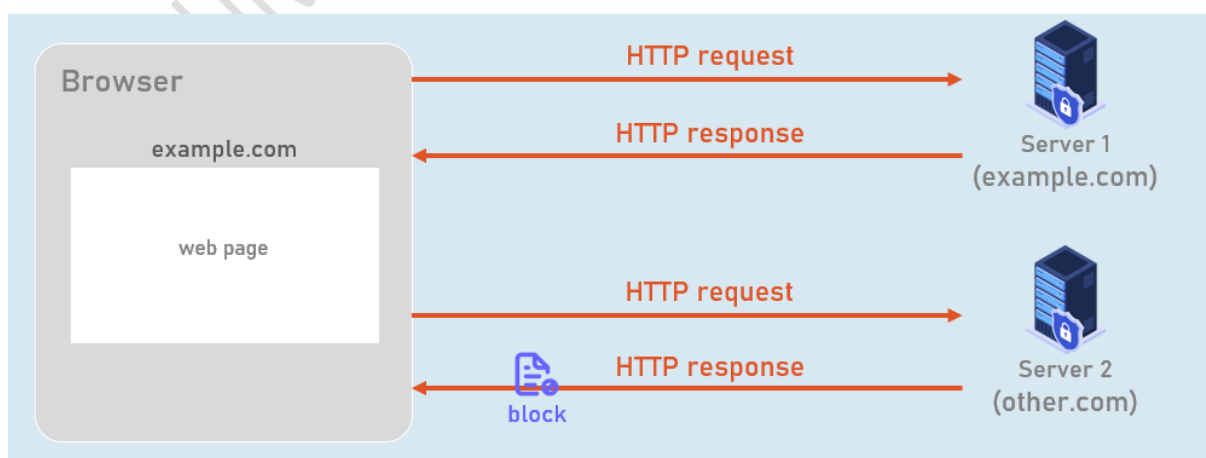 Browser
example.com
web page
HTTP request
HTTP response
Server 1
(example.com)
HTTP request
HTTP response
block
Server 2
(other.com)